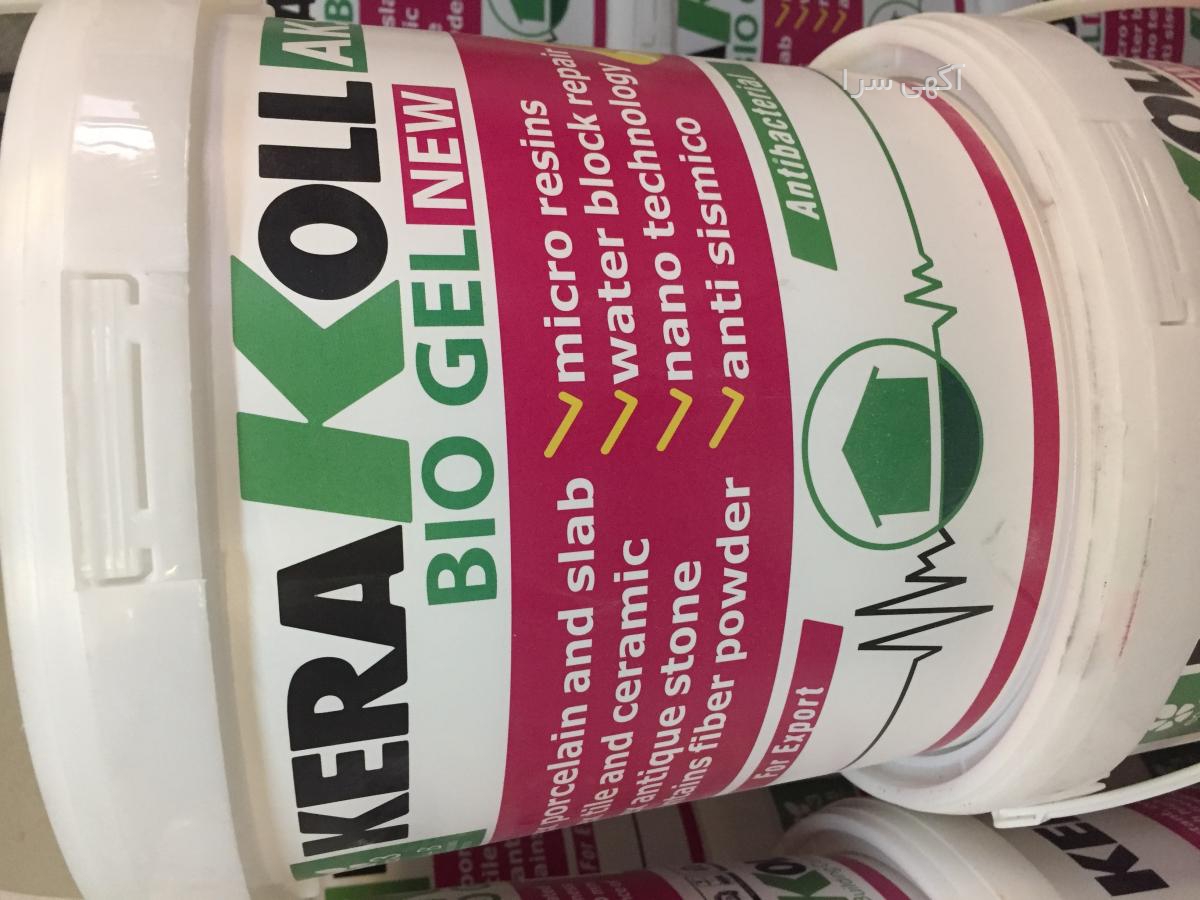 KERAKOLL
BIO GEL NEW
porcelain and slab
tile and ceramic
antique stone
fiber powder
micro resins
water block repair
nano technology
anti sismico
For Export
Antibacterial
آگهی سرا